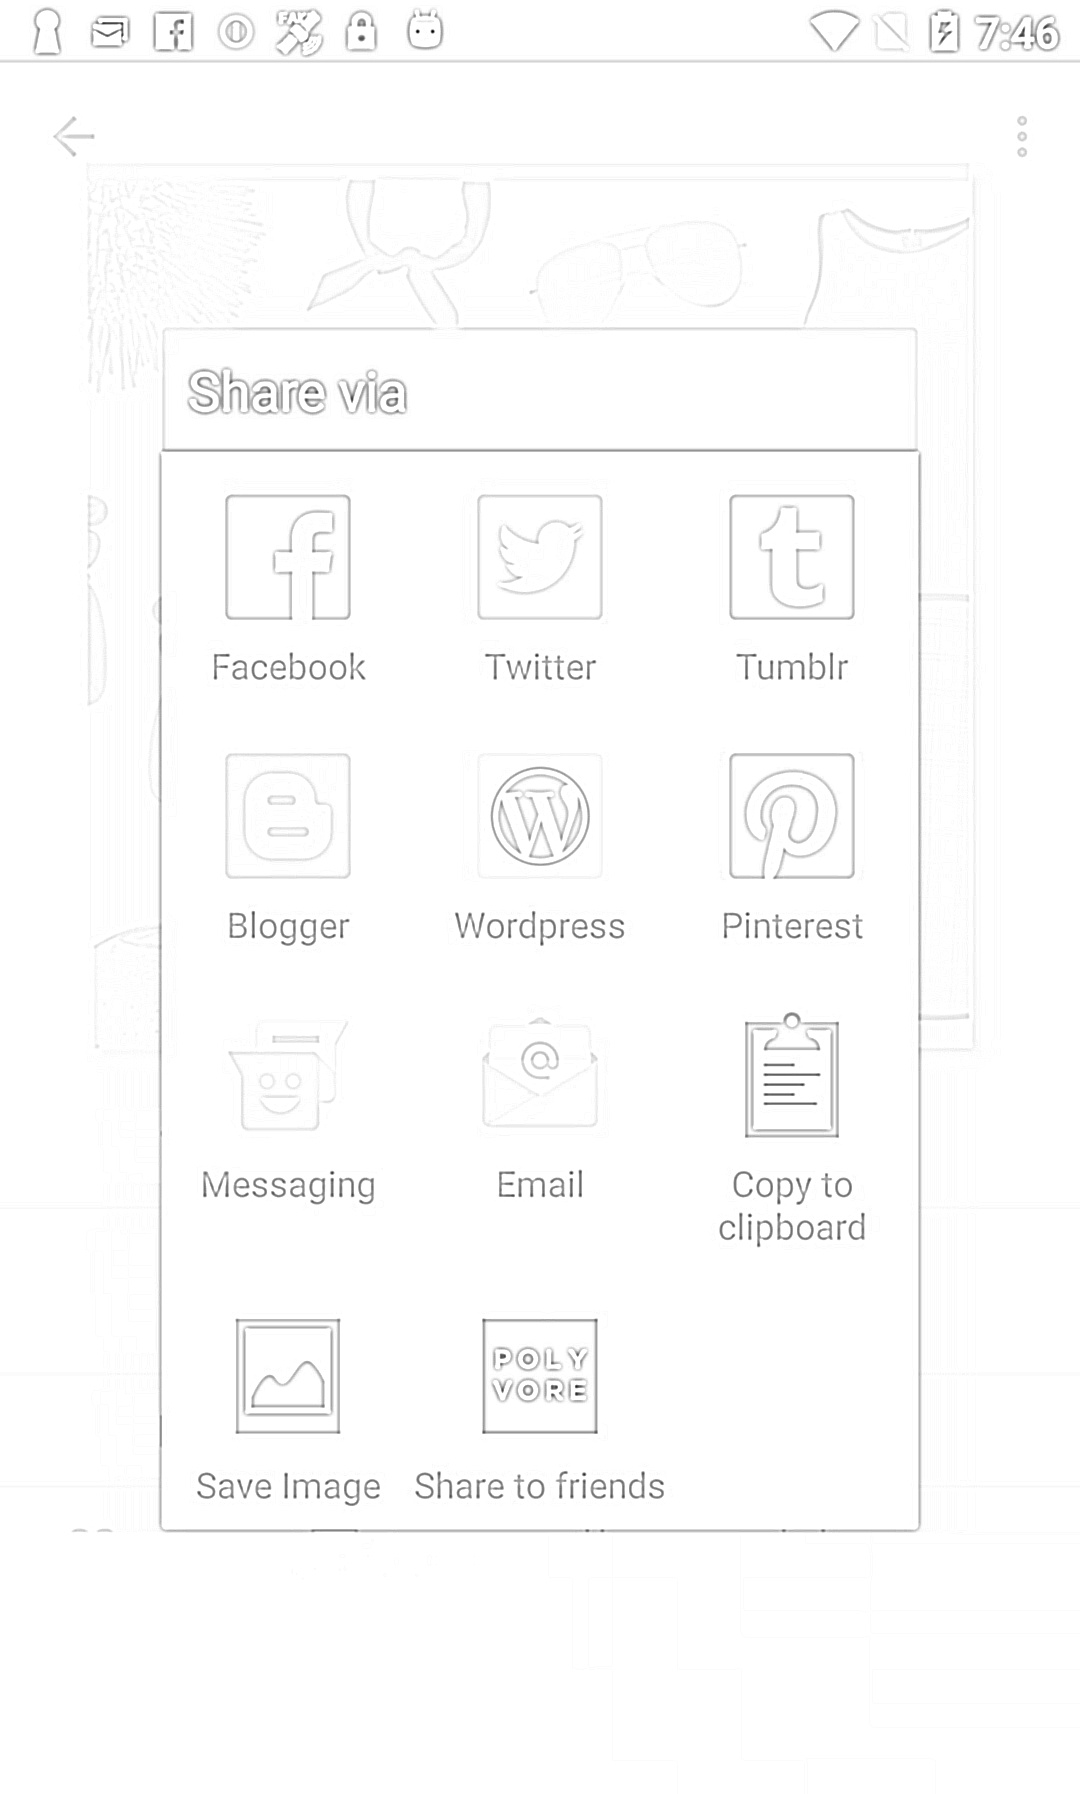 FAKE
7:46
Share via
Facebook Twitter Tumblr
Blogger Wordpress Pinterest
Messaging Email Copy to
clipboard
POLY
VORE
Save Image Share to friends